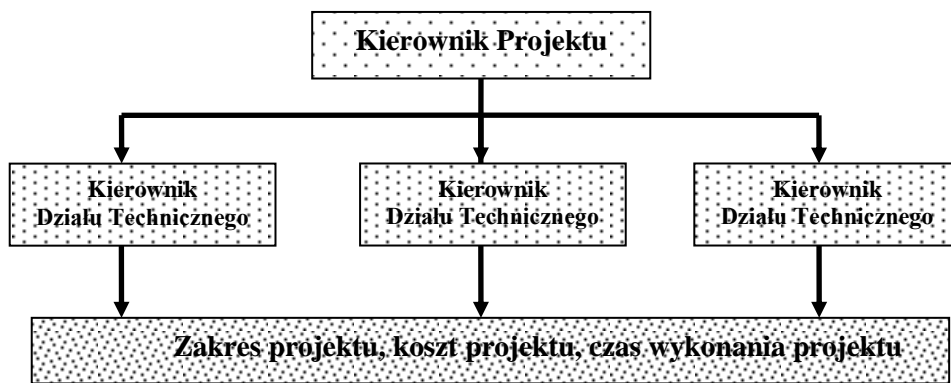 Kierownik Projektu
Kierownik
Działu Technicznego
Kierownik
Działu Technicznego
Kierownik
Działu Technicznego
Zakres projektu, koszt projektu, czas wykonania projektu